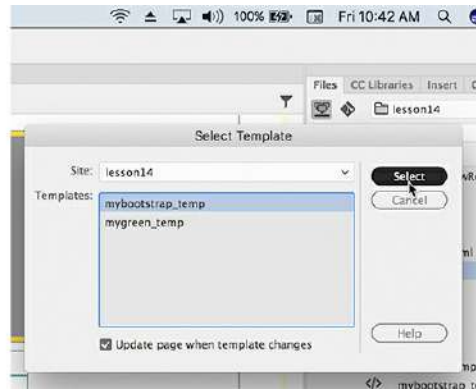 100% Fri 10:42 AM
Files CC Libraries Insert
lesson14
Select Template
Site: lesson14 Select
Templates: mybootstrap_temp Cancel
mygreen_temp
Help
Update page when template changes
mybootstrap